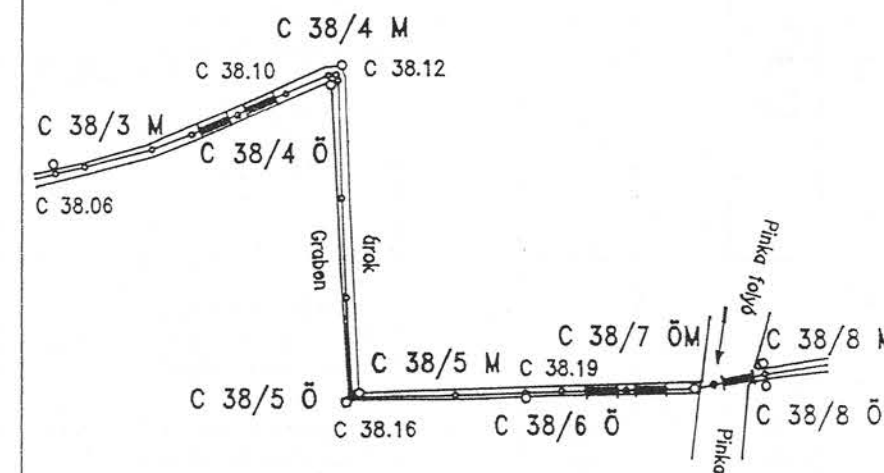 C 38/4 M
C 38.10
C 38.12
C 38/3 M
C 38/4 Ö
C 38.06
Graben
árok
Pinka folyó
C 38/7 ÖM
C 38/8 M
C 38/5 M
C 38.19
C 38/5 Ö
C 38/6 Ö
C 38/8 Ö
C 38.16
Pinka